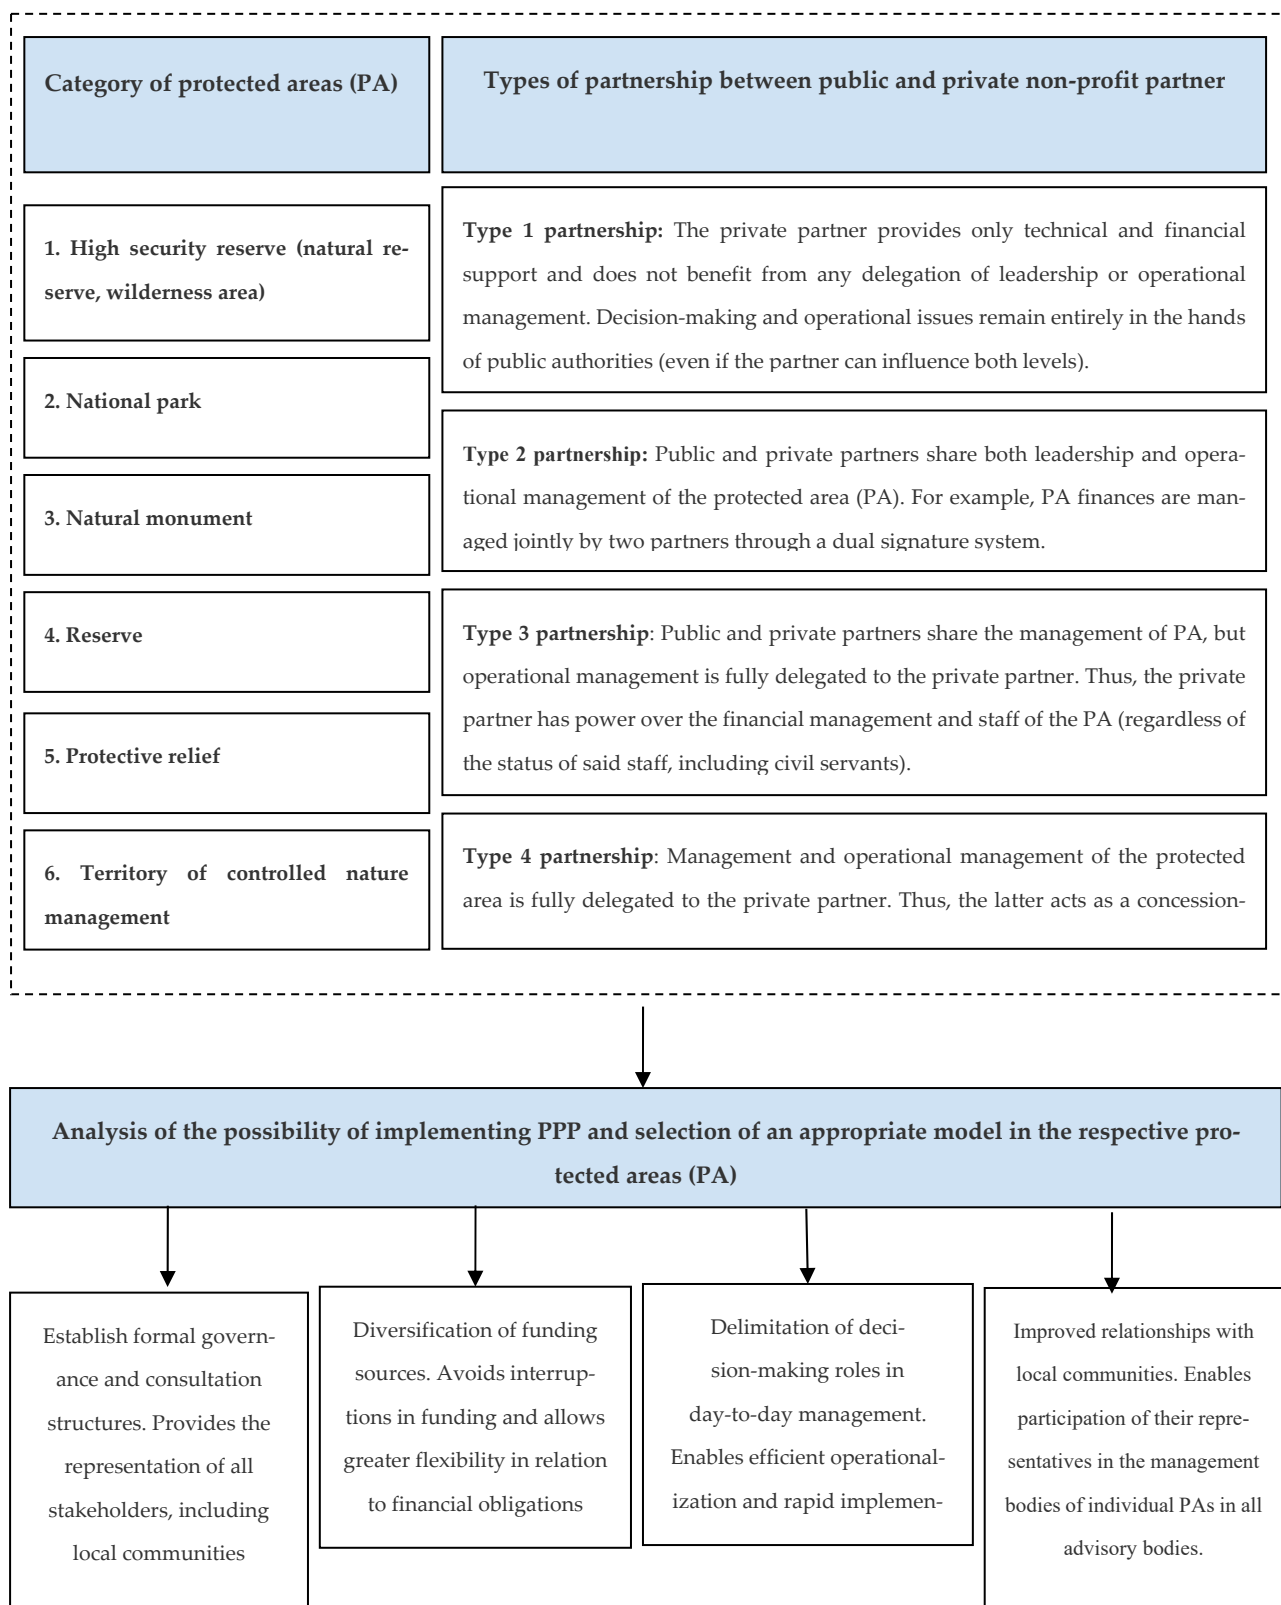 Category of protected areas (PA)
Types of partnership between public and private non-profit partner
1. High security reserve (natural re-
serve, wilderness area)
2. National park
3. Natural monument
4. Reserve
5. Protective relief
6. Territory of controlled nature
management
Type 1 partnership: The private partner provides only technical and financial
support and does not benefit from any delegation of leadership or operational
management. Decision-making and operational issues remain entirely in the hands
of public authorities (even if the partner can influence both levels).
Type 2 partnership: Public and private partners share both leadership and opera-
tional management of the protected area (PA). For example, PA finances are man-
aged jointly by two partners through a dual signature system.
Type 3 partnership: Public and private partners share the management of PA, but
operational management is fully delegated to the private partner. Thus, the private
partner has power over the financial management and staff of the PA (regardless of
the status of said staff, including civil servants).
Type 4 partnership: Management and operational management of the protected
area is fully delegated to the private partner. Thus, the latter acts as a concession-
Analysis of the possibility of implementing PPP and selection of an appropriate model in the respective pro-
tected areas (PA)
Establish formal govern-
ance and consultation
structures. Provides the
representation of all
stakeholders, including
local communities
Diversification of funding
sources. Avoids interrup-
tions in funding and allows
greater flexibility in relation
to financial obligations
Delimitation of deci-
sion-making roles in
day-to-day management.
Enables efficient operational-
ization and rapid implemen-
Improved relationships with
local communities. Enables
participation of their repre-
sentatives in the management
bodies of individual PAs in all
advisory bodies.